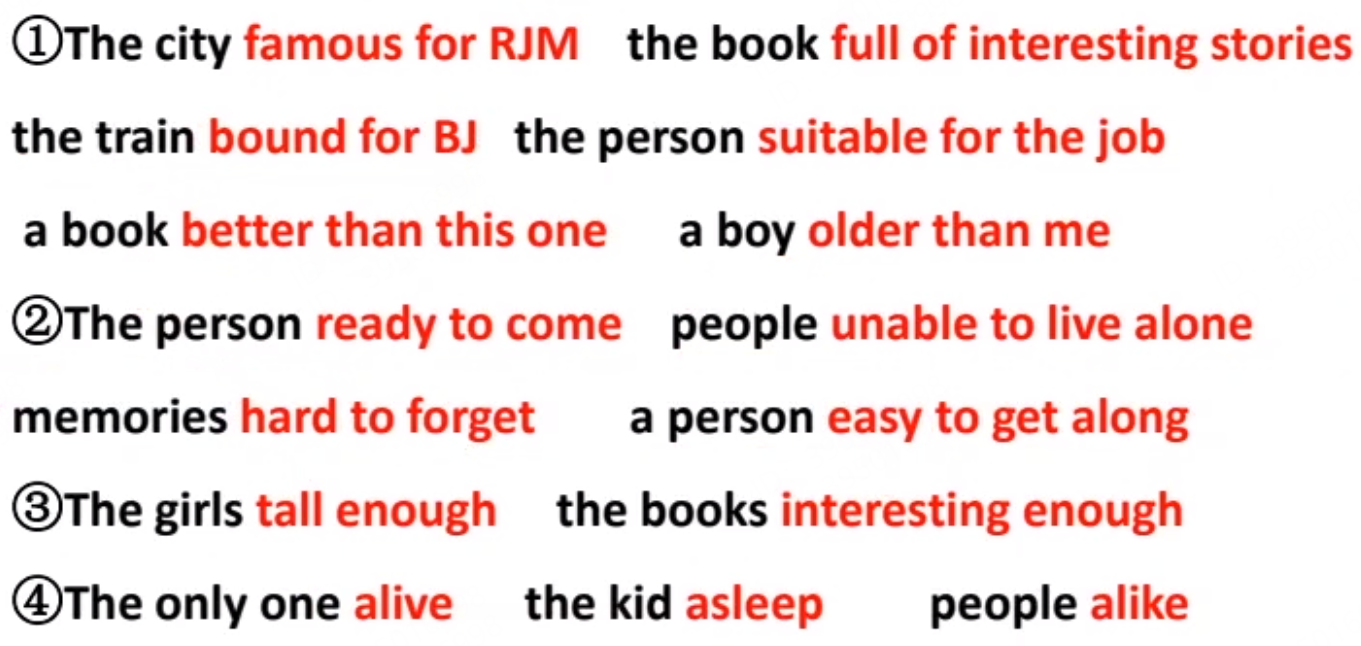 ①The city famous for RJM the book full of interesting stories
the train bound for BJ the person suitable for the job
a book better than this one a boy older than me
②The person ready to come people unable to live alone
memories hard to forget a person easy to get along
③The girls tall enough the books interesting enough
④The only one alive the kid asleep people alike